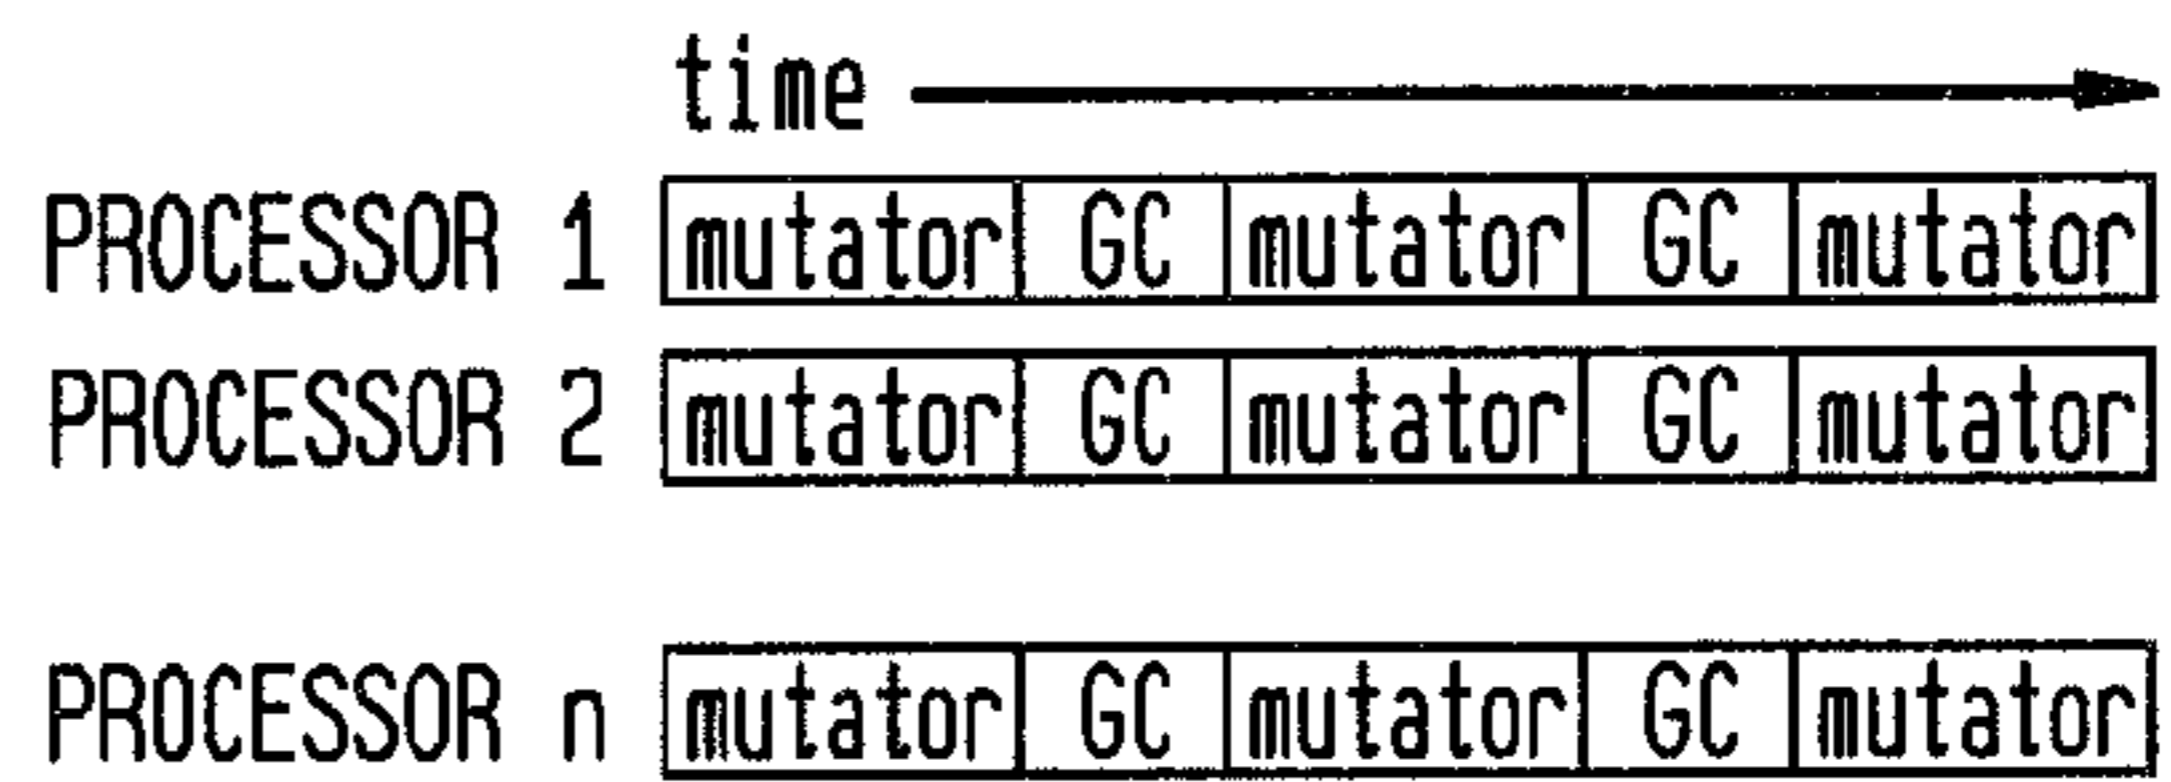 time
PROCESSOR 1 mutator GC mutator GC mutator
PROCESSOR 2 mutator GC mutator GC mutator
PROCESSOR n mutator GC mutator GC mutator